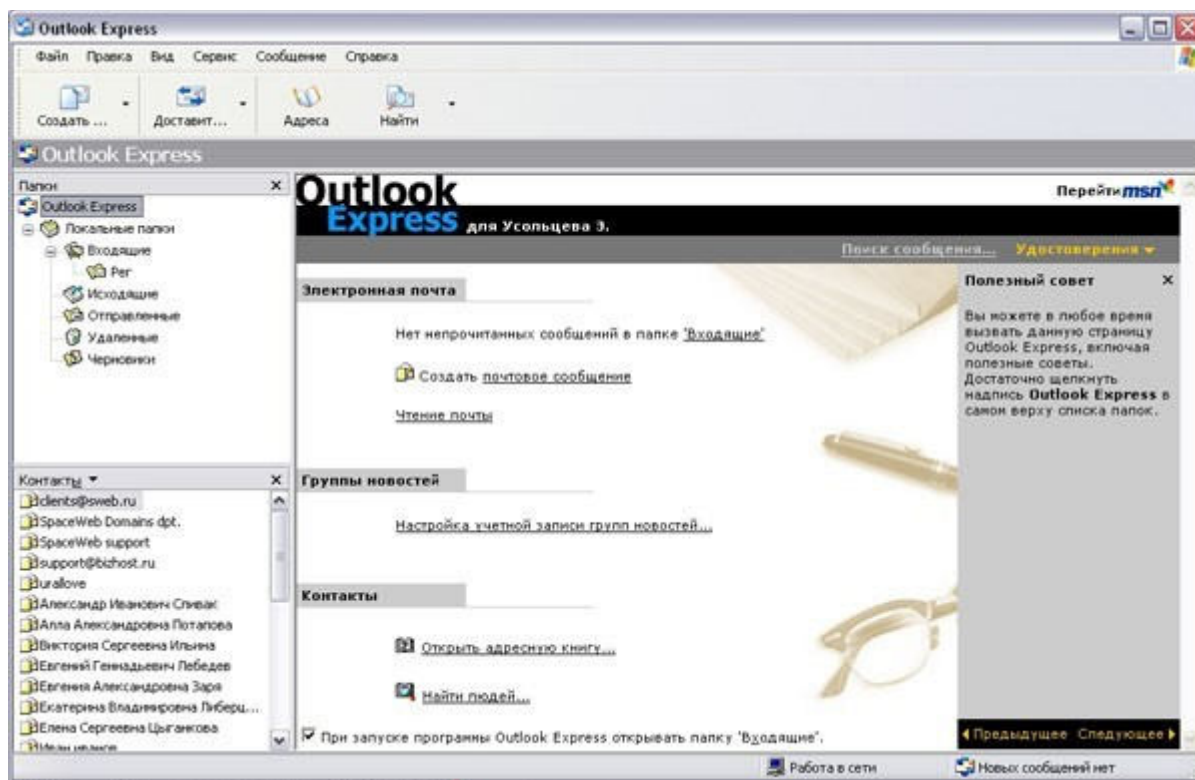 Outlook Express
Файл Правка Вид Сервис Сообщение Справка
Создать ... Доставит... Адреса Найти
Outlook Express
Папки
Outlook Express
Локальные папки
Входящие
Рег
Исходящие
Отправленные
Удаленные
Черновики
Контакты
clients@sweb.ru
SpaceWeb Domains dpt.
SpaceWeb support
support@bizhost.ru
urallove
Александр Иванович Спивак
Алла Александровна Потапова
Виктория Сергеевна Ильина
Евгений Геннадьевич Лебедев
Евгения Александровна Заря
Екатерина Владимировна Либерц...
Елена Сергеевна Цыганкова
Иван иванов
Outlook
Express для Усольцева З.
Перейти msn
Поиск сообщения... Удостоверения
Электронная почта
Нет непрочитанных сообщений в папке 'Входящие'
Создать почтовое сообщение
Чтение почты
Группы новостей
Настройка учетной записи групп новостей...
Контакты
Открыть адресную книгу...
Найти людей...
При запуске программы Outlook Express открывать папку 'Входящие'.
Полезный совет
Вы можете в любое время
вызвать данную страницу
Outlook Express, включая
полезные советы.
Достаточно щелкнуть
надпись Outlook Express в
самом верху списка папок.
Предыдущее Следующее
Работа в сети
Новых сообщений нет